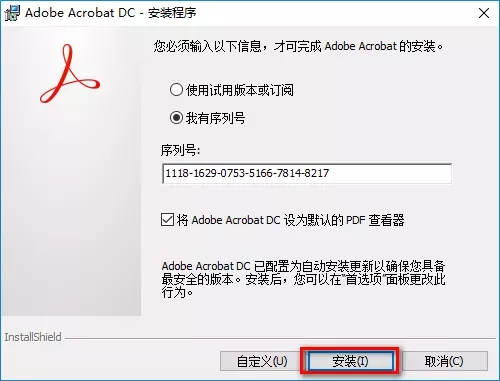 Adobe Acrobat DC - 安装程序
您必须输入以下信息，才可完成 Adobe Acrobat 的安装。
使用试用版本或订阅
我有序列号
序列号:
1118-1629-0753-5166-7814-8217
将 Adobe Acrobat DC 设为默认的 PDF 查看器
Adobe Acrobat DC 已配置为自动安装更新以确保您具备
最安全的版本。安装后，您可以在"首选项"面板更改此
行为。
InstallShield
自定义(U)
安装(I)
取消(C)